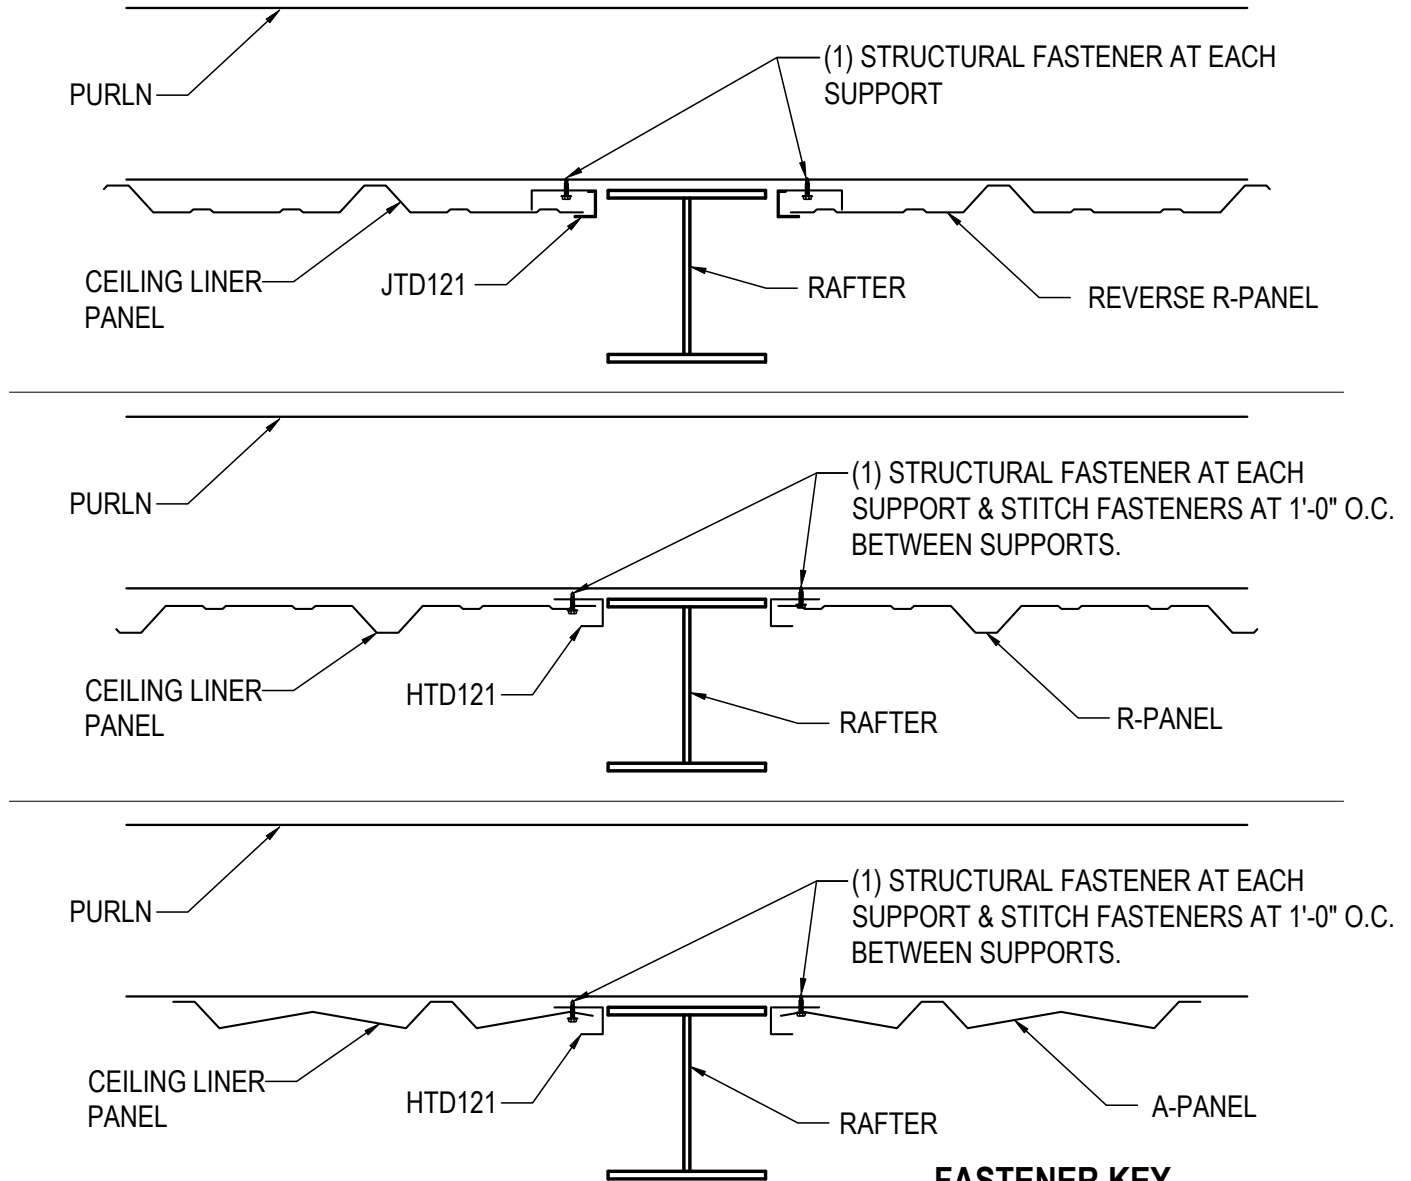 (1) STRUCTURAL FASTENER AT EACH
SUPPORT
PURLN
CEILING LINER
PANEL
JTD121
RAFTER
REVERSE R-PANEL
(1) STRUCTURAL FASTENER AT EACH
SUPPORT & STITCH FASTENERS AT 1'-0" O.C.
BETWEEN SUPPORTS.
PURLN
CEILING LINER
PANEL
HTD121
RAFTER
R-PANEL
(1) STRUCTURAL FASTENER AT EACH
SUPPORT & STITCH FASTENERS AT 1'-0" O.C.
BETWEEN SUPPORTS.
PURLN
CEILING LINER
PANEL
HTD121
RAFTER
A-PANEL
FASTENER KEY